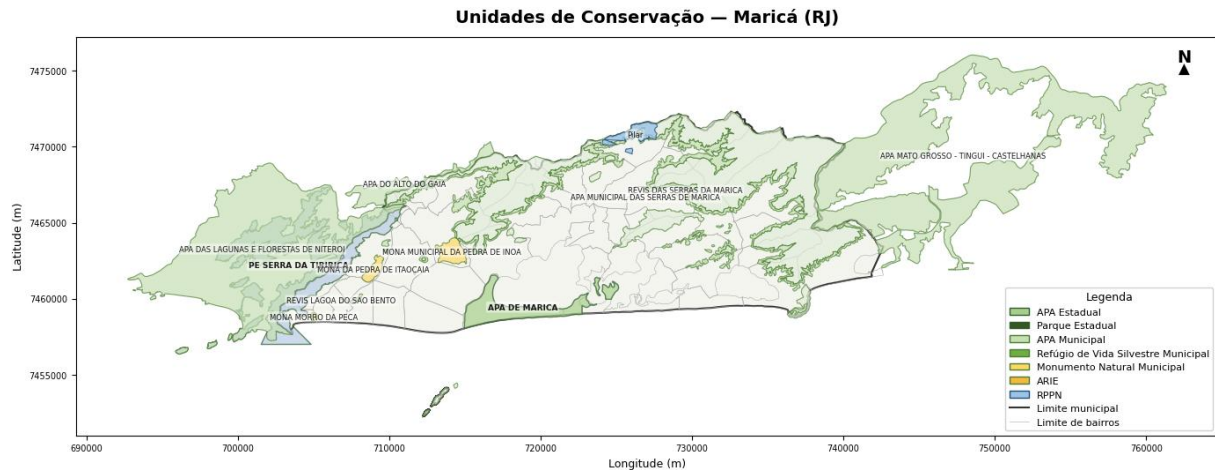 Unidades de Conservação — Maricá (RJ)
N
Latitude (m)
7475000
7470000
7465000
7460000
7455000
Pilar
APA MATO GROSSO - TINGUI - CASTELHANAS
APA DO ALTO DO GAIA
REVIS DAS SERRAS DA MARICA
APA MUNICIPAL DAS SERRAS DE MARICA
APA DAS LAGUNAS E FLORESTAS DE NITEROI
MONA MUNICIPAL DA PEDRA DE INOA
PE SERRA DA TIRIRICA
MONA DA PEDRA DE ITAOCAIA
REVIS LAGOA DO SAO BENTO
APA DE MARICA
MONA MORRO DA PECA
Legenda
APA Estadual
Parque Estadual
APA Municipal
Refúgio de Vida Silvestre Municipal
Monumento Natural Municipal
ARIE
RPPN
Limite municipal
Limite de bairros
690000
700000
710000
720000
730000
740000
750000
760000
Longitude (m)